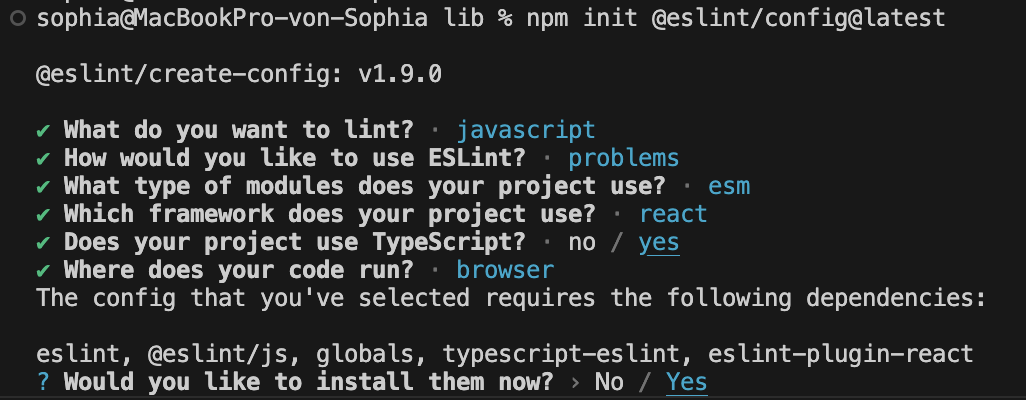 sophia@MacBookPro-von-Sophia lib % npm init @eslint/config@latest
@eslint/create-config: v1.9.0
✔ What do you want to lint? · javascript
✔ How would you like to use ESLint? · problems
✔ What type of modules does your project use? · esm
✔ Which framework does your project use? · react
✔ Does your project use TypeScript? · no / yes
✔ Where does your code run? · browser
The config that you've selected requires the following dependencies:
eslint, @eslint/js, globals, typescript-eslint, eslint-plugin-react
? Would you like to install them now? › No / Yes